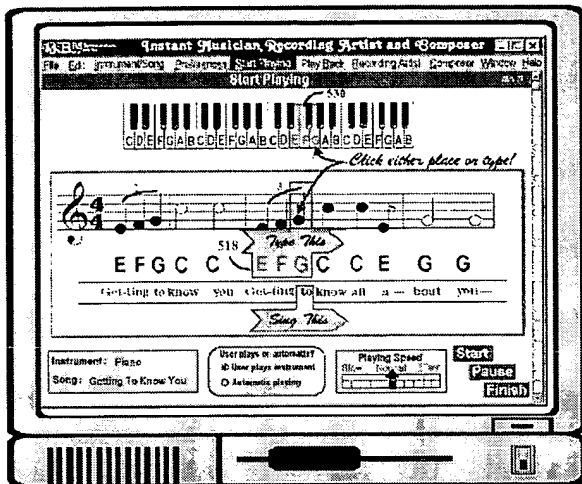 Instant Musician, Recording Artist and Composer
File Edit Instrument/Song Preferences Start Playing Play Back Recording Artist Composer Window Help
Start Playing
530
C D E F G A B C D E F G A B C D E F G A B C D E F G A B
Click either place or type!
4
4
Type This
518
E F G C C E F G C C E G G
Get-ting to know you Get-ting to know all a — bout you —
Sing This
Instrument: Piano
Song: Getting To Know You
User plays or automatic?
User plays instrument
Automatic playing
Playing Speed
Slow Normal
Start
Pause
Finish